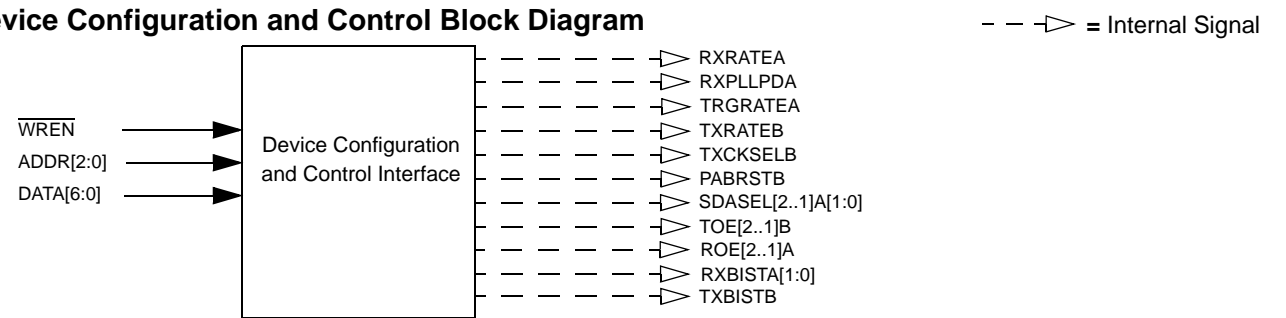 evice Configuration and Control Block Diagram
= Internal Signal
WREN
ADDR[2:0]
DATA[6:0]
Device Configuration
and Control Interface
RXRATEA
RXPLLPDA
TRGRATEA
TXRATEB
TXCKSELB
PABRSTB
SDASEL[2..1]A[1:0]
TOE[2..1]B
ROE[2..1]A
RXBISTA[1:0]
TXBISTB